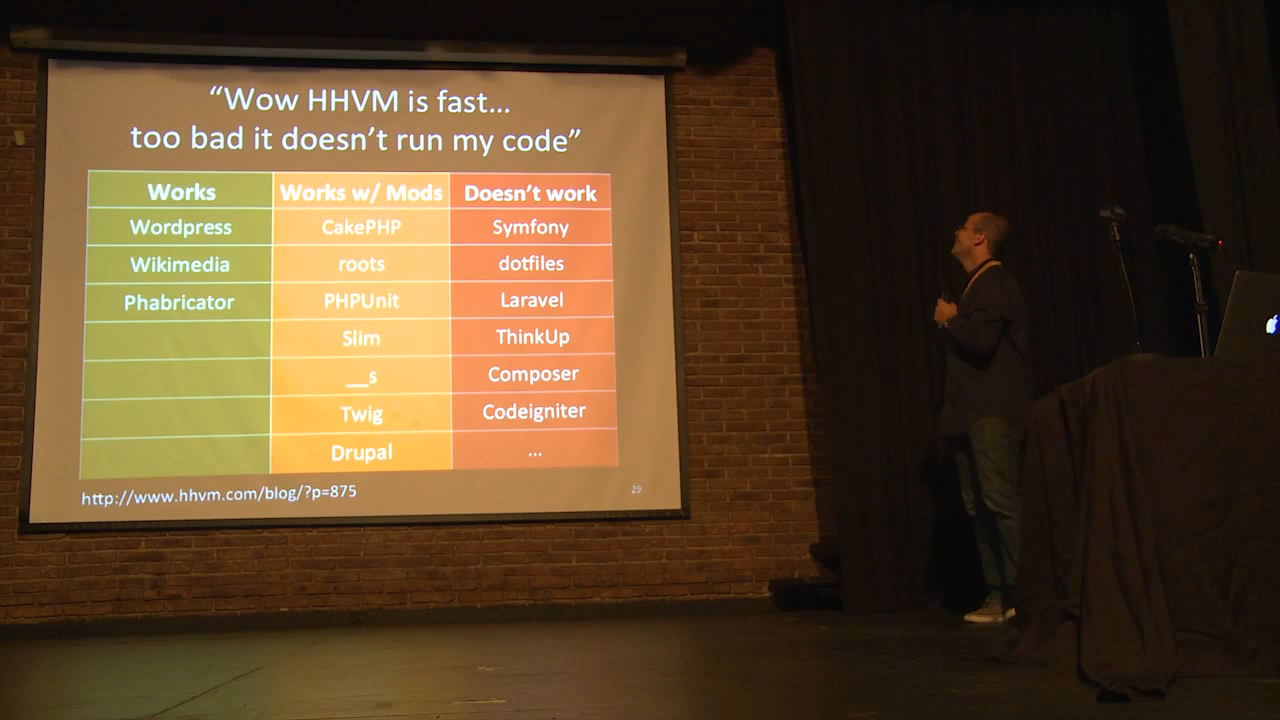 “Wow HHVM is fast...
too bad it doesn’t run my code”
Works Works w/ Mods Doesn’t work
Wordpress CakePHP Symfony
Wikimedia roots dotfiles
Phabricator PHPUnit Laravel
Slim ThinkUp
__s Composer
Twig Codeigniter
Drupal ...
http://www.hhvm.com/blog/?p=875
29